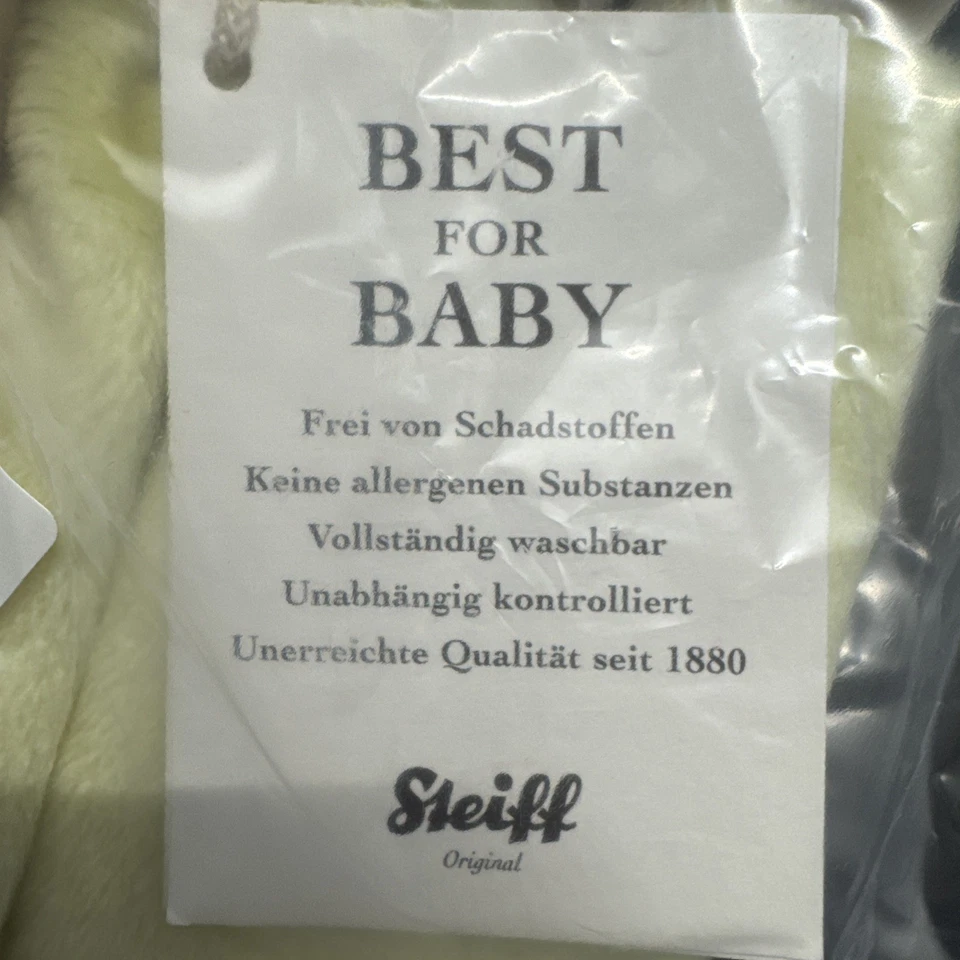 BEST
FOR
BABY
Frei von Schadstoffen
Keine allergenen Substanzen
Vollständig waschbar
Unabhängig kontrolliert
Unerreichte Qualität seit 1880
Steiff
Original